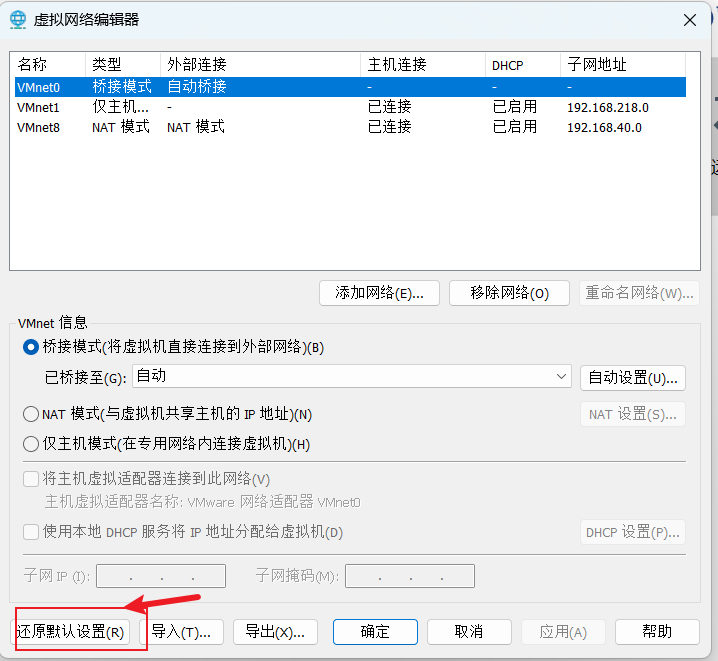 虚拟网络编辑器
名称 类型 外部连接 主机连接 DHCP 子网地址
VMnet0 桥接模式 自动桥接 - - -
VMnet1 仅主机... - 已连接 已启用 192.168.218.0
VMnet8 NAT 模式 NAT 模式 已连接 已启用 192.168.40.0
添加网络(E)... 移除网络(O) 重命名网络(W)...
VMnet 信息
桥接模式(将虚拟机直接连接到外部网络)(B)
已桥接至(G): 自动 自动设置(U)...
NAT 模式(与虚拟机共享主机的 IP 地址)(N) NAT 设置(S)...
仅主机模式(在专用网络内连接虚拟机)(H)
将主机虚拟适配器连接到此网络(V)
主机虚拟适配器名称: VMware 网络适配器 VMnet0
使用本地 DHCP 服务将 IP 地址分配给虚拟机(D) DHCP 设置(P)...
子网 IP (I): . . . 子网掩码(M): . . .
还原默认设置(R) 导入(T)... 导出(X)... 确定 取消 应用(A) 帮助